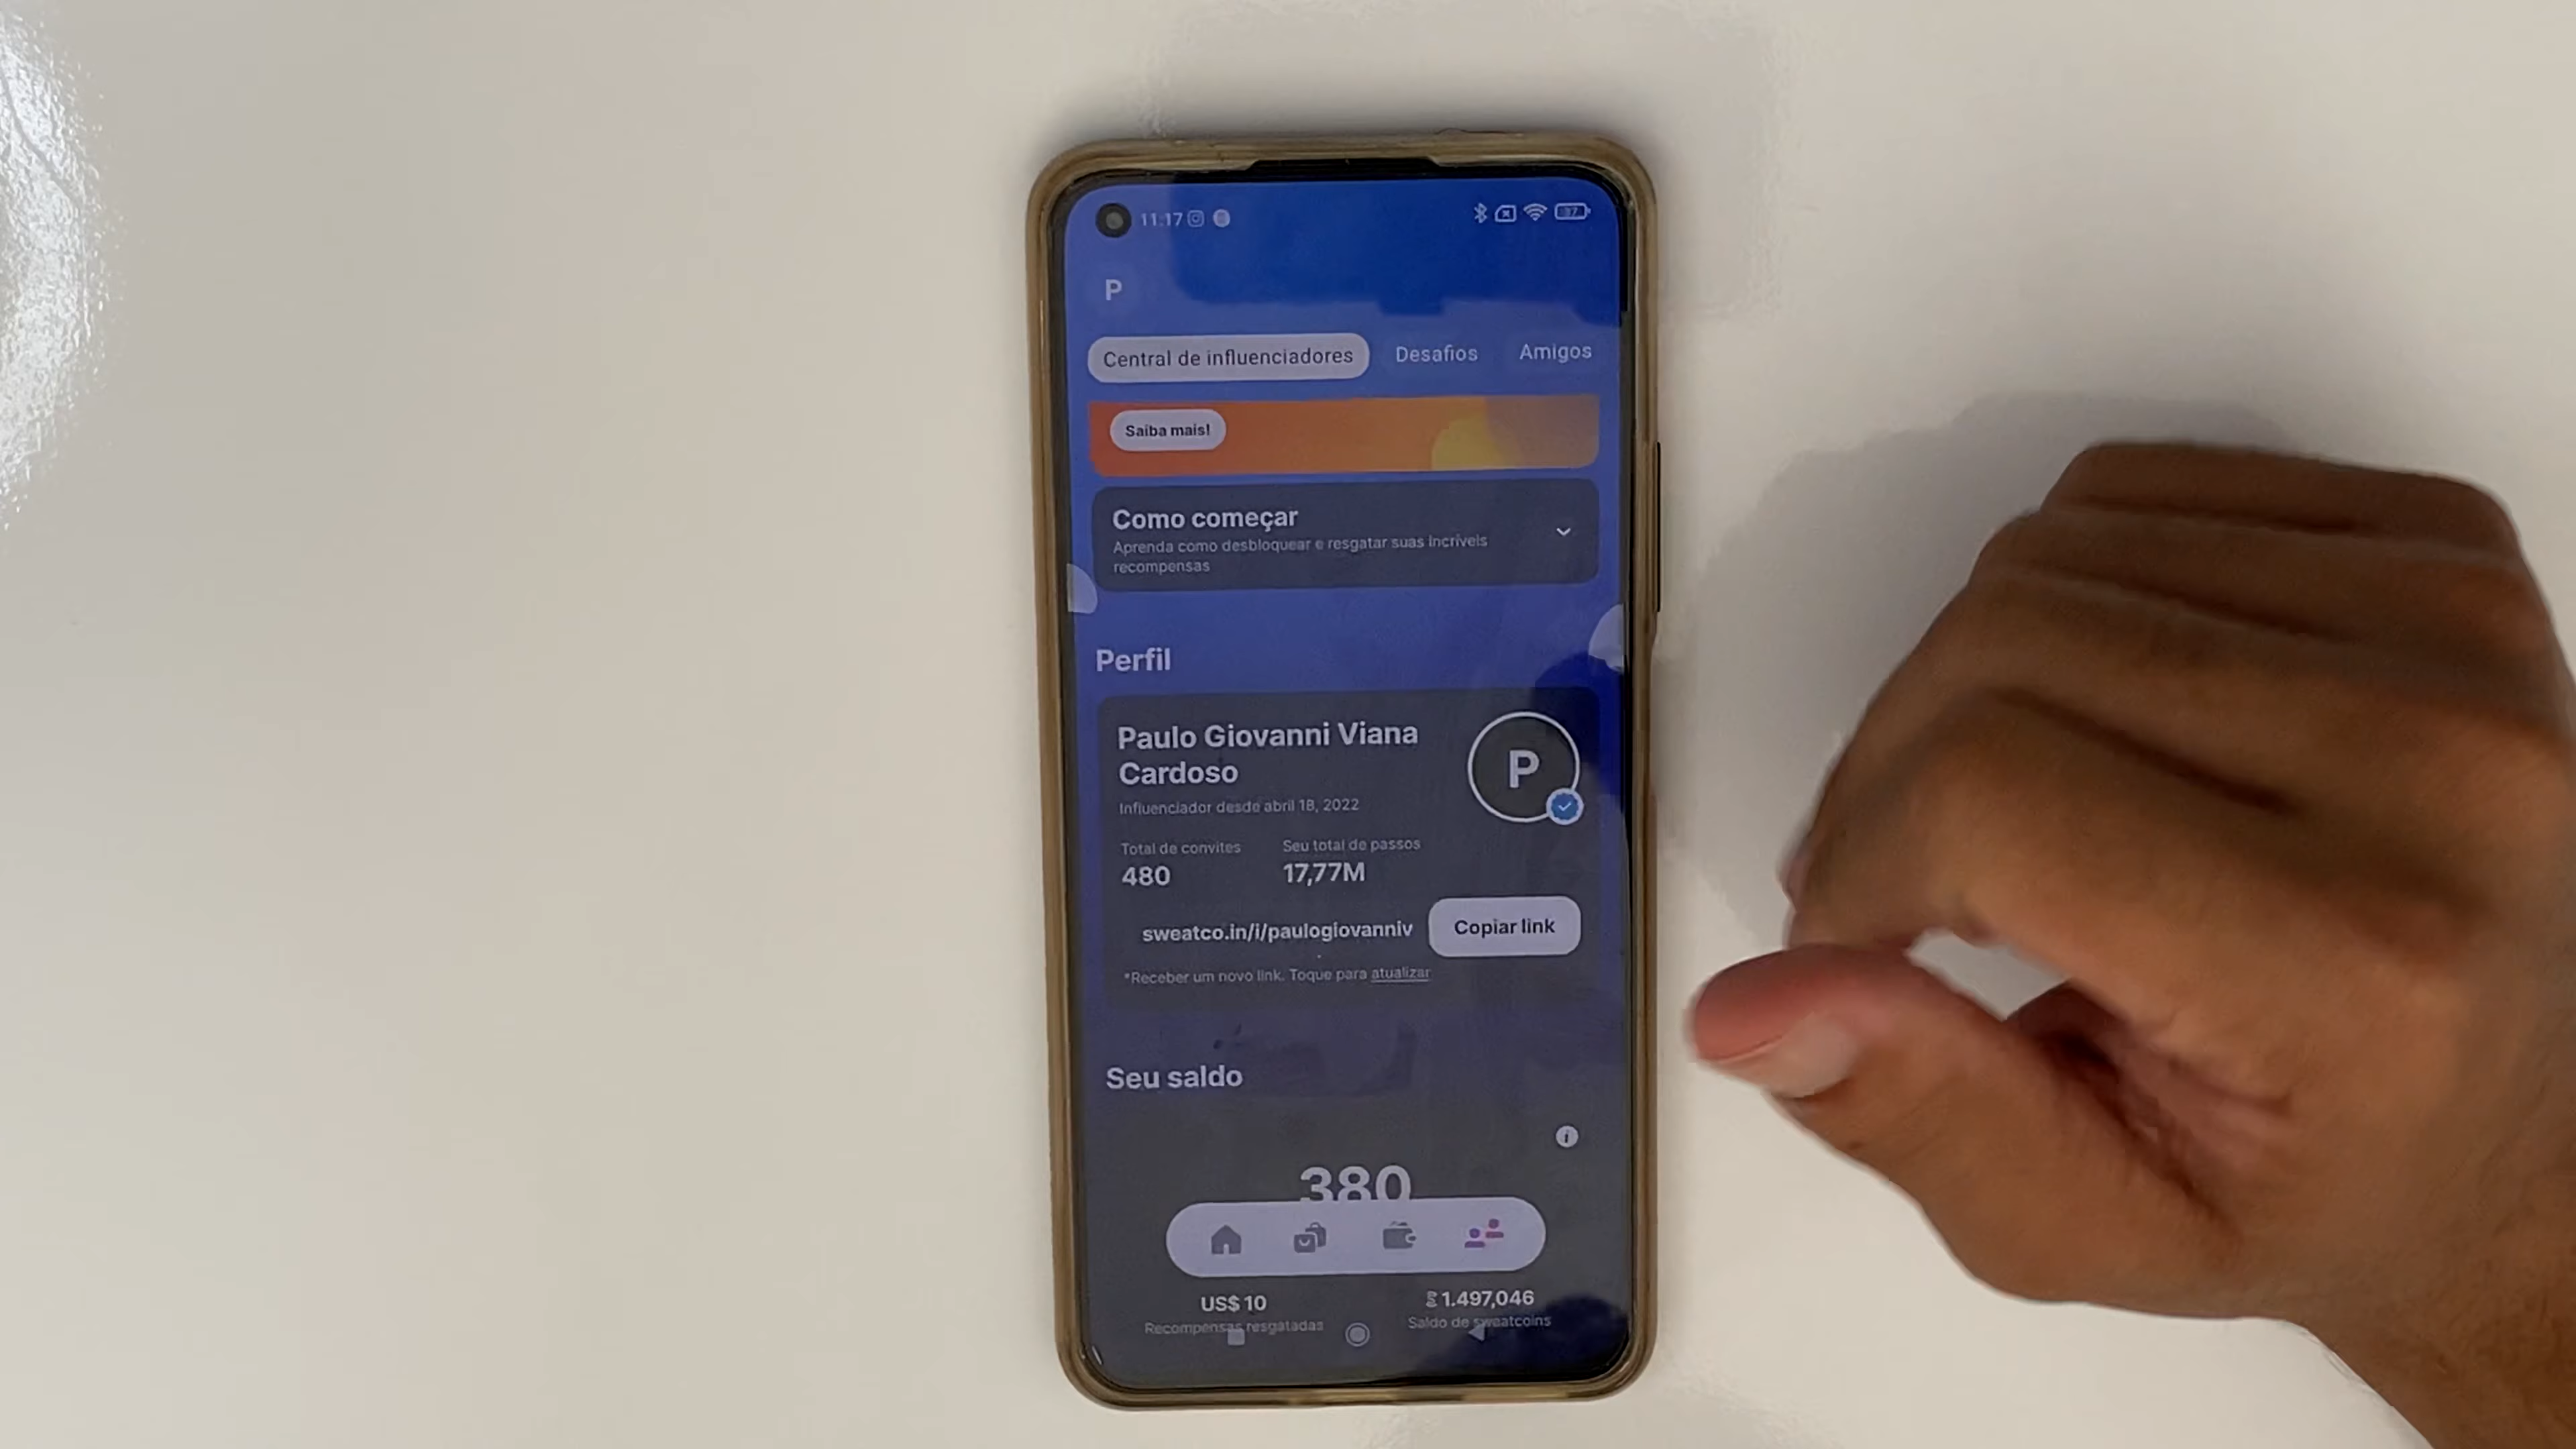 11.17
37
P
Central de influenciadores Desafios Amigos
Saiba mais!
Como começar
Aprenda como desbloquear e resgatar suas incríveis
recompensas
Perfil
Paulo Giovanni Viana
Cardoso
P
Influenciador desde abril 18, 2022
Total de convites Seu total de passos
480 17,77M
sweatco.in/i/paulogiovanniv Copiar link
*Receber um novo link. Toque para atualizar
Seu saldo
380
US$ 10 1.497,046
Recompensas resgatadas Saldo de sweatcoins